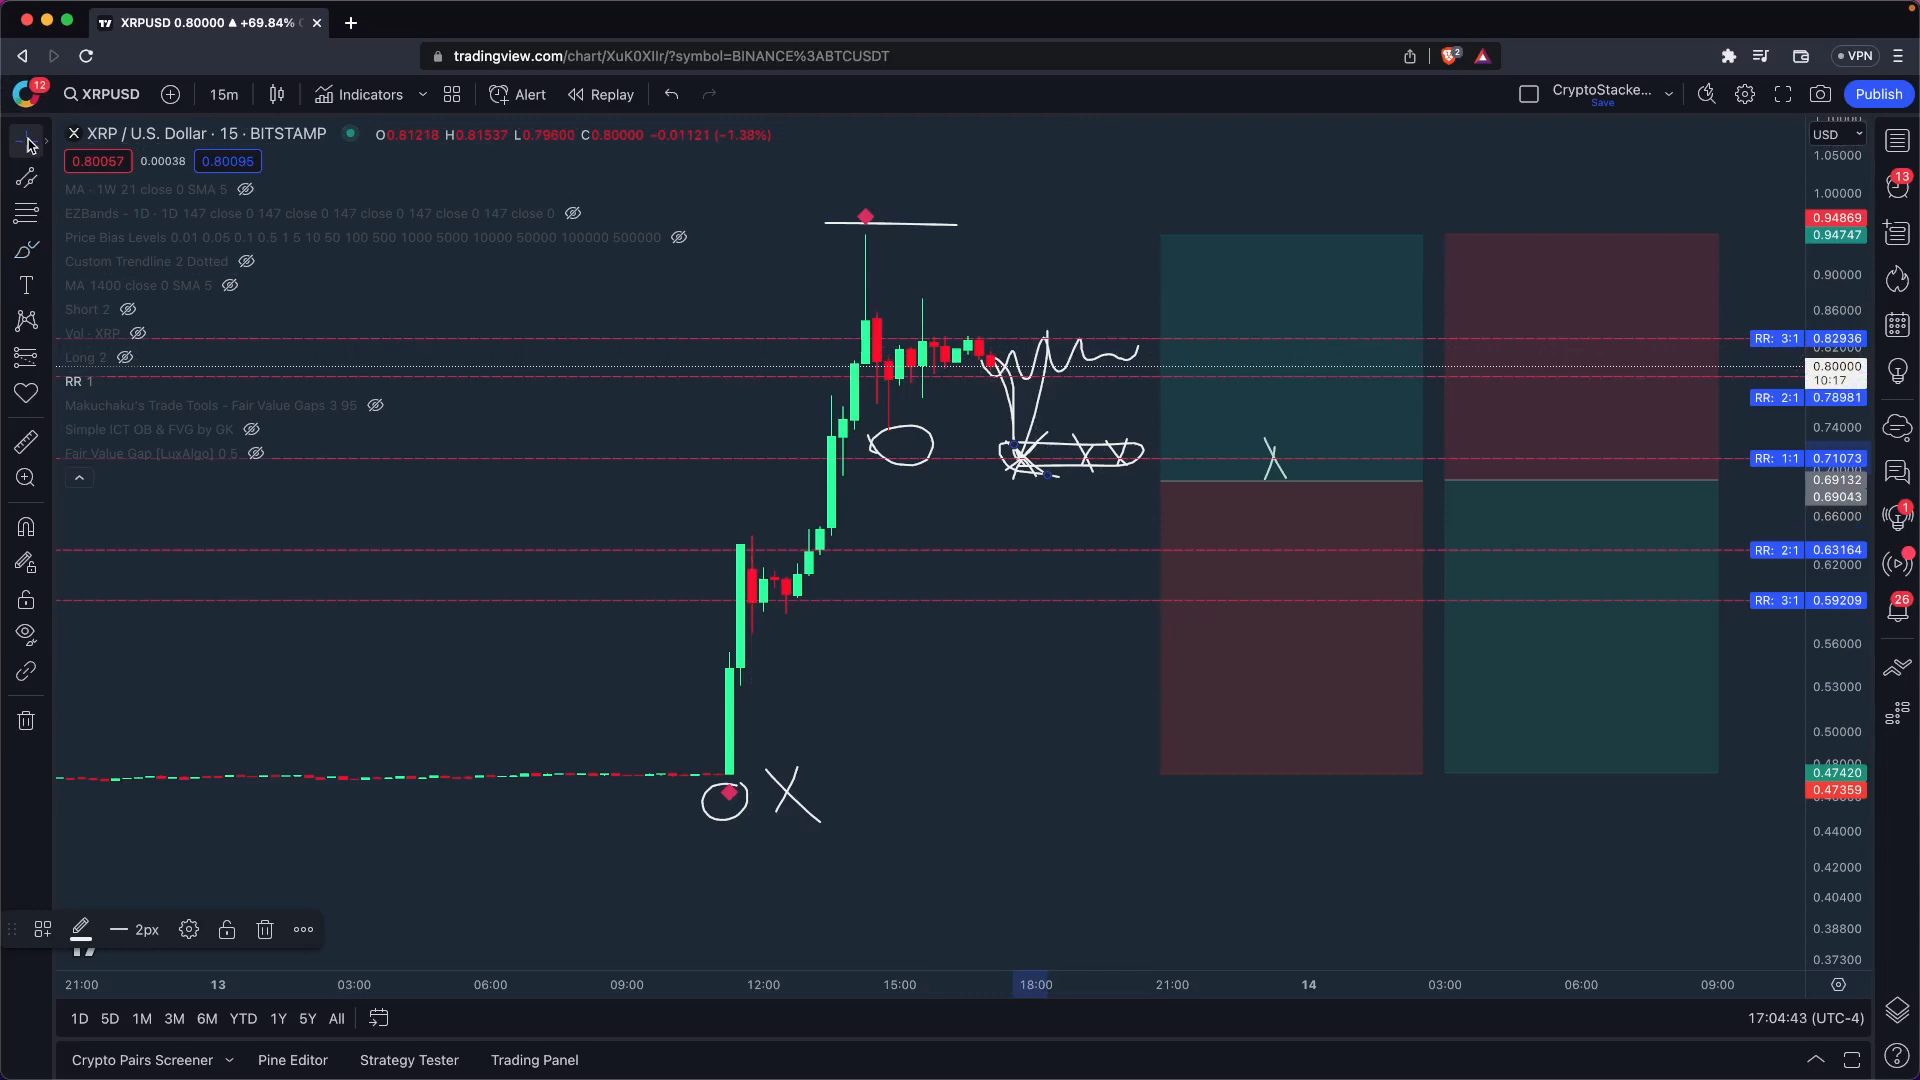 XRPUSD 0.80000 ▲ +69.84%
tradingview.com/chart/XuK0XIIr/?symbol=BINANCE%3ABTCUSDT
2
VPN
12
XRPUSD
15m
Indicators
Alert
Replay
CryptoStacke...
Save
Publish
XRP / U.S. Dollar · 15 · BITSTAMP
O0.81218 H0.81537 L0.79600 C0.80000 −0.01121 (−1.38%)
0.80057
0.00038
0.80095
MA · 1W 21 close 0 SMA 5
EZBands - 1D · 1D 147 close 0 147 close 0 147 close 0 147 close 0 147 close 0
Price Bias Levels 0.01 0.05 0.1 0.5 1 5 10 50 100 500 1000 5000 10000 50000 100000 500000
Custom Trendline 2 Dotted
MA 1400 close 0 SMA 5
Short 2
Vol · XRP
Long 2
RR 1
Makuchaku's Trade Tools - Fair Value Gaps 3 95
Simple ICT OB & FVG by GK
Fair Value Gap [LuxAlgo] 0 5
X
X
X
X
USD
1.05000
1.00000
0.94869
0.94747
0.90000
0.86000
RR: 3:1 0.82936
0.80000
10:17
RR: 2:1 0.78981
0.74000
RR: 1:1 0.71073
0.69132
0.69043
0.66000
RR: 2:1 0.63164
0.62000
RR: 3:1 0.59209
0.56000
0.53000
0.50000
0.47420
0.47359
0.44000
0.42000
0.40400
0.38800
0.37300
13
1
26
2px
21:00 13 03:00 06:00 09:00 12:00 15:00 18:00 21:00 14 03:00 06:00 09:00
1D 5D 1M 3M 6M YTD 1Y 5Y All
17:04:43 (UTC-4)
Crypto Pairs Screener
Pine Editor
Strategy Tester
Trading Panel